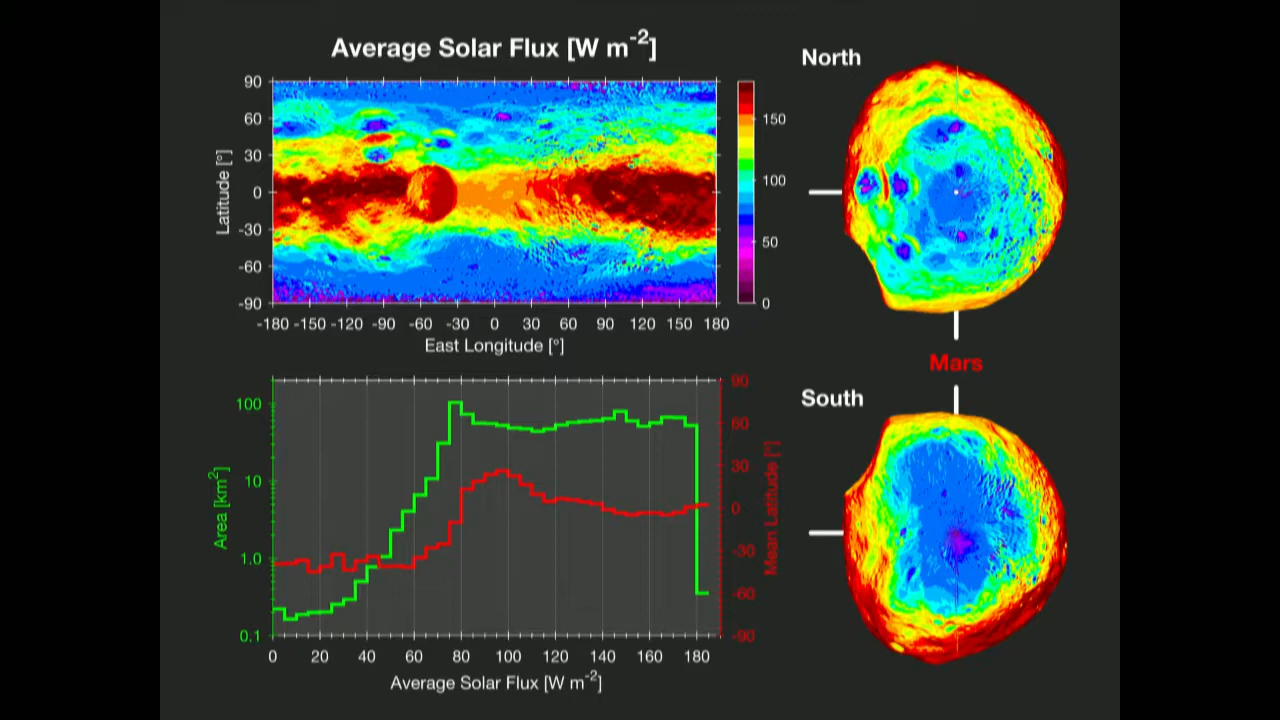 Average Solar Flux [W m-2]
90
60
30
0
-30
-60
-90
Latitude [°]
-180 -150 -120 -90 -60 -30 0 30 60 90 120 150 180
East Longitude [°]
150
100
50
0
North
Mars
South
100
10
1.0
0.1
Area [km2]
90
60
30
0
-30
-60
-90
Mean Latitude [°]
0 20 40 60 80 100 120 140 160 180
Average Solar Flux [W m-2]